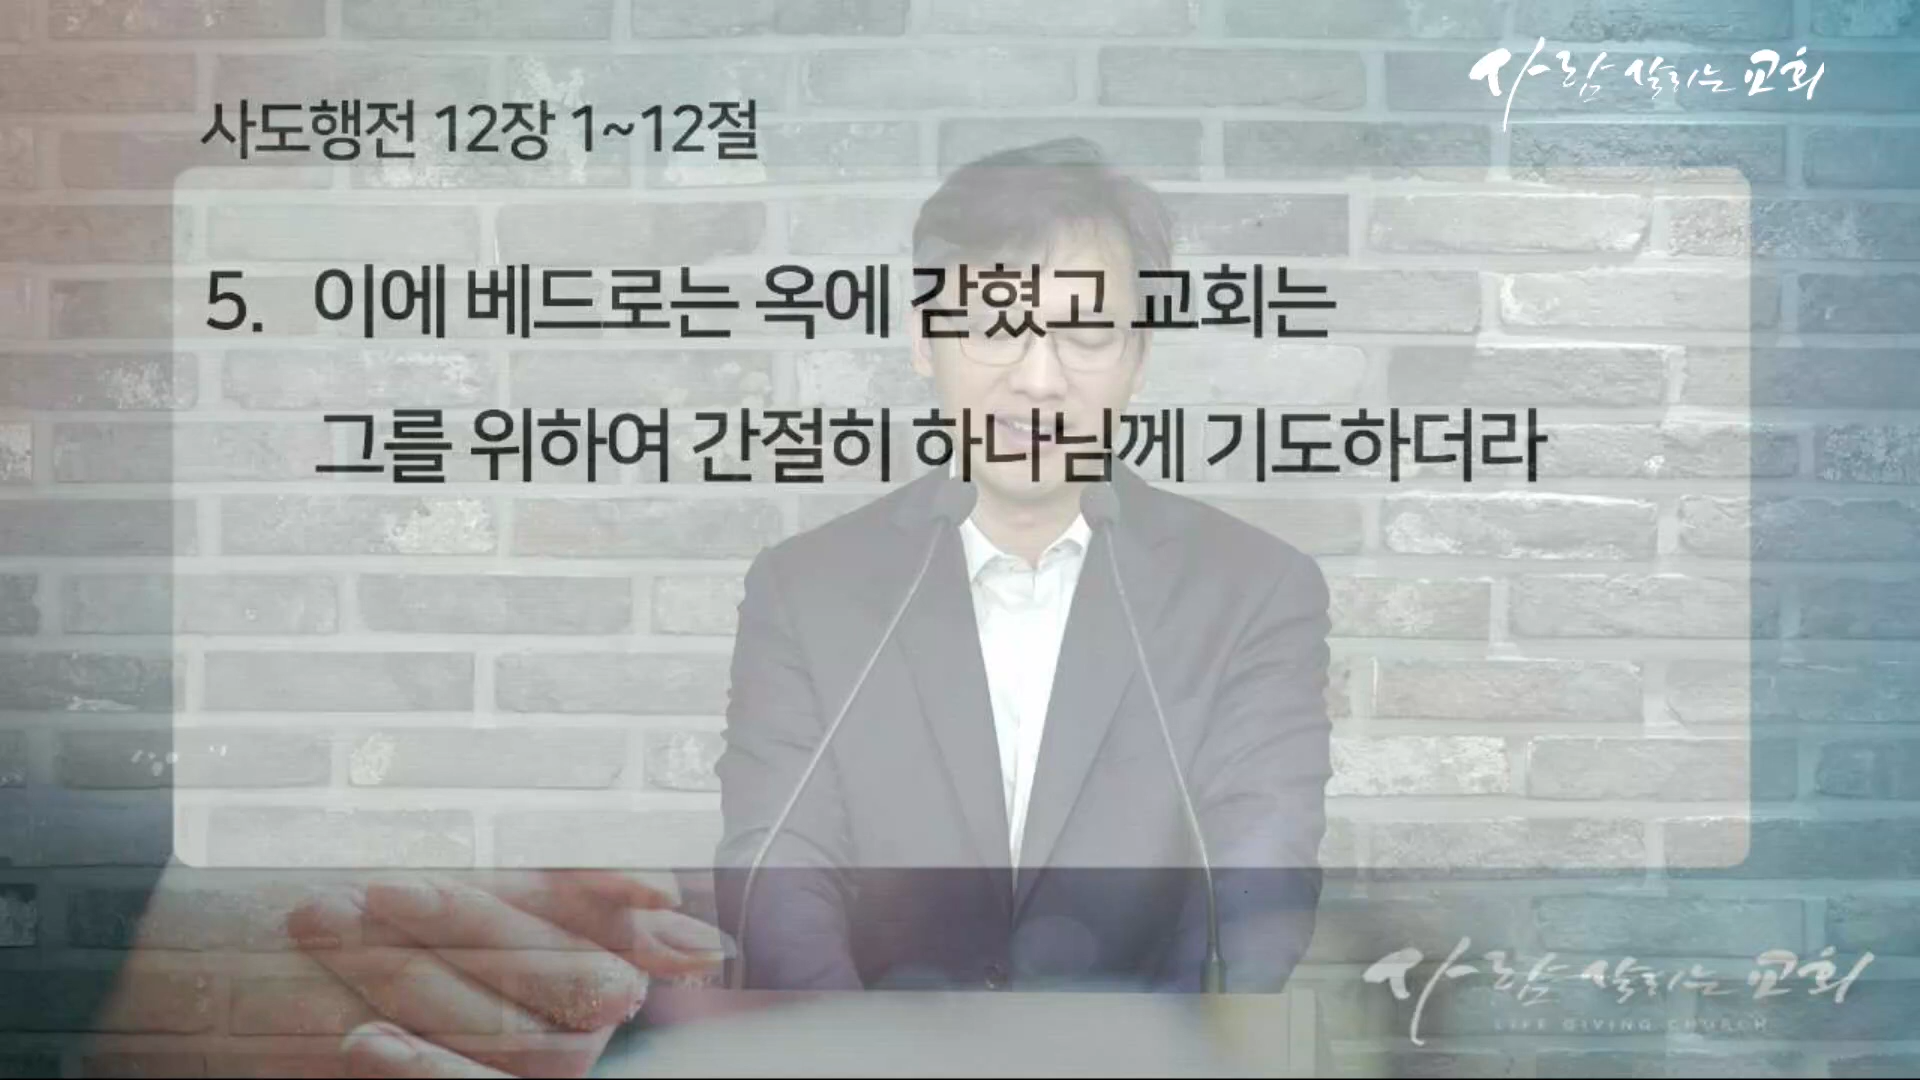 사람 살리는 교회
사도행전 12장 1~12절
5. 이에 베드로는 옥에 갇혔고 교회는
그를 위하여 간절히 하나님께 기도하더라
사람 살리는 교회
LIFE GIVING CHURCH